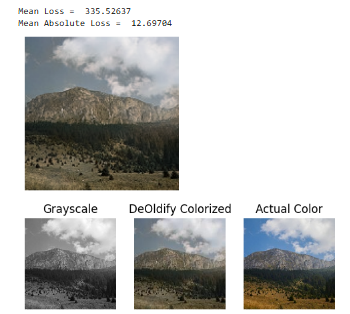 Mean Loss = 335.52637
Mean Absolute Loss = 12.69704
Grayscale
DeOldify Colorized
Actual Color